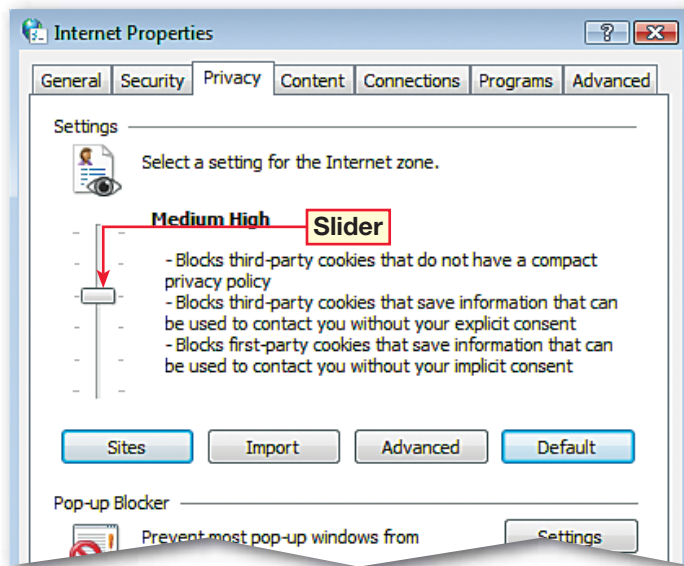 Internet Properties
?
General Security Privacy Content Connections Programs Advanced
Settings
Select a setting for the Internet zone.
Medium High
Slider
- Blocks third-party cookies that do not have a compact
privacy policy
- Blocks third-party cookies that save information that can
be used to contact you without your explicit consent
- Blocks first-party cookies that save information that can
be used to contact you without your implicit consent
Sites Import Advanced Default
Pop-up Blocker
Prevent most pop-up windows from Settings